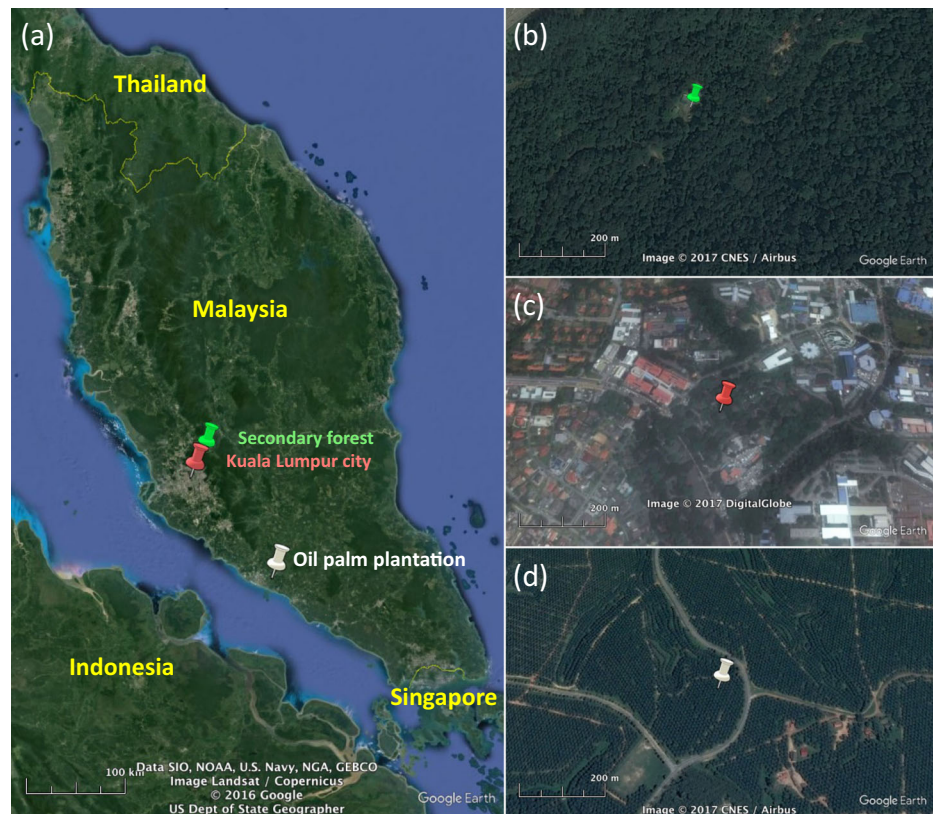 (a)
Thailand
Malaysia
Secondary forest
Kuala Lumpur city
Oil palm plantation
Indonesia
Singapore
100 km
Data SIO, NOAA, U.S. Navy, NGA, GEBCO
Image Landsat / Copernicus
© 2016 Google
US Dept of State Geographer
Google Earth
(b)
200 m
Image © 2017 CNES / Airbus
Google Earth
(c)
200 m
Image © 2017 DigitalGlobe
Google Earth
(d)
200 m
Image © 2017 CNES / Airbus
Google Earth